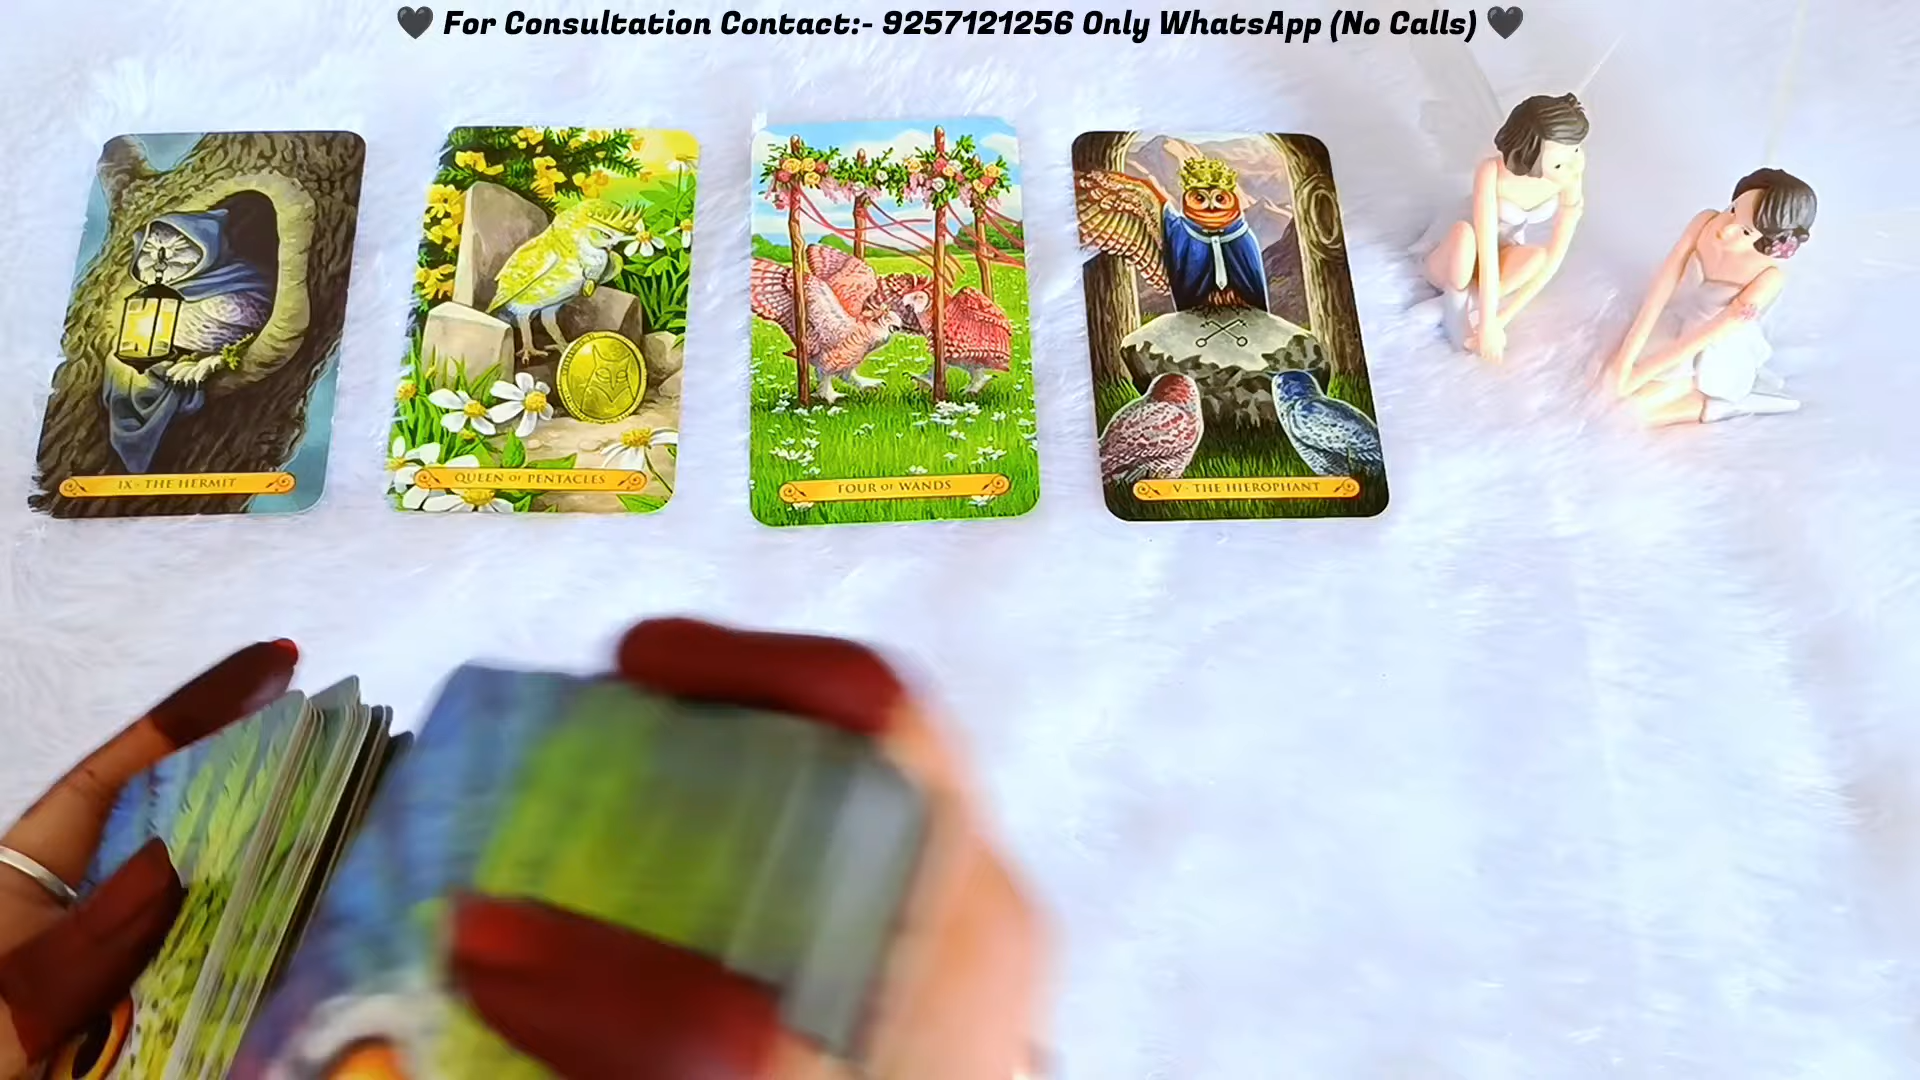 🖤 For Consultation Contact:- 9257121256 Only WhatsApp (No Calls) 🖤
IX - THE HERMIT
QUEEN OF PENTACLES
FOUR OF WANDS
V - THE HIEROPHANT